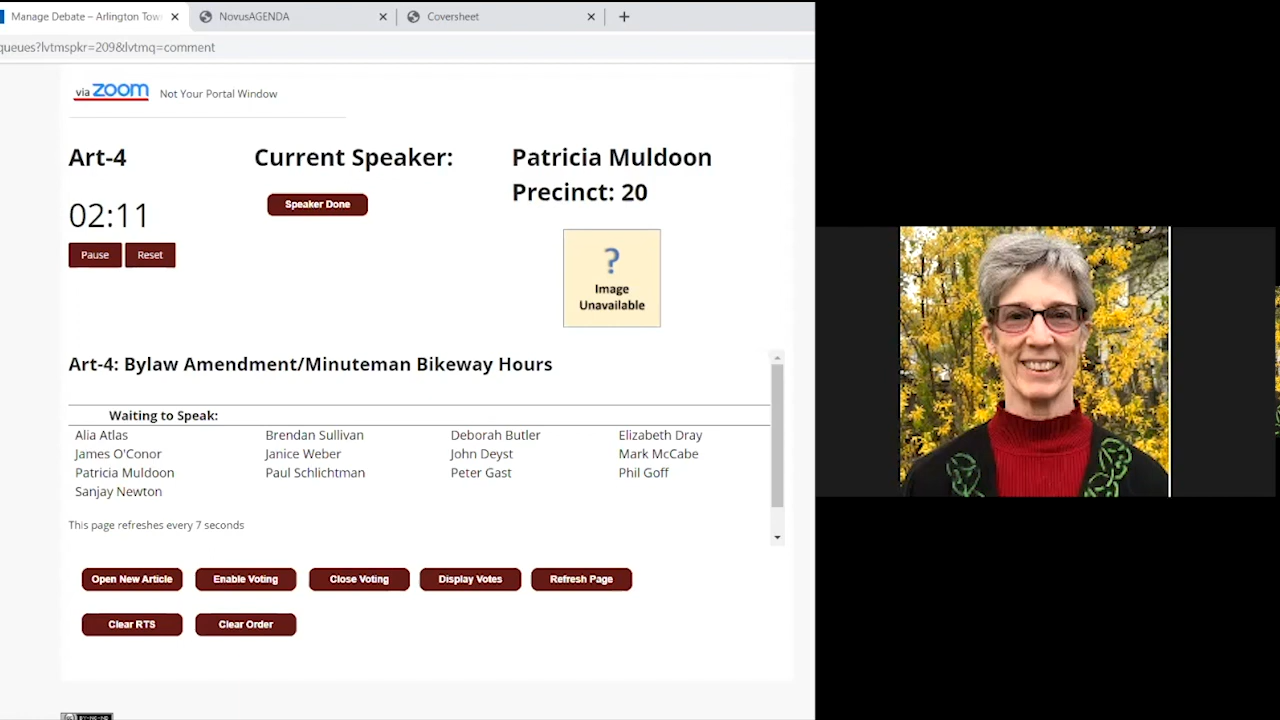 Manage Debate – Arlington Tow
NovusAGENDA
Coversheet
queues?lvtmspkr=209&lvtmq=comment
via zoom Not Your Portal Window
Art-4 Current Speaker: Patricia Muldoon
Precinct: 20
Speaker Done
02:11
Pause Reset
?
Image
Unavailable
Art-4: Bylaw Amendment/Minuteman Bikeway Hours
Waiting to Speak:
Alia Atlas Brendan Sullivan Deborah Butler Elizabeth Dray
James O'Conor Janice Weber John Deyst Mark McCabe
Patricia Muldoon Paul Schlichtman Peter Gast Phil Goff
Sanjay Newton
This page refreshes every 7 seconds
Open New Article Enable Voting Close Voting Display Votes Refresh Page
Clear RTS Clear Order